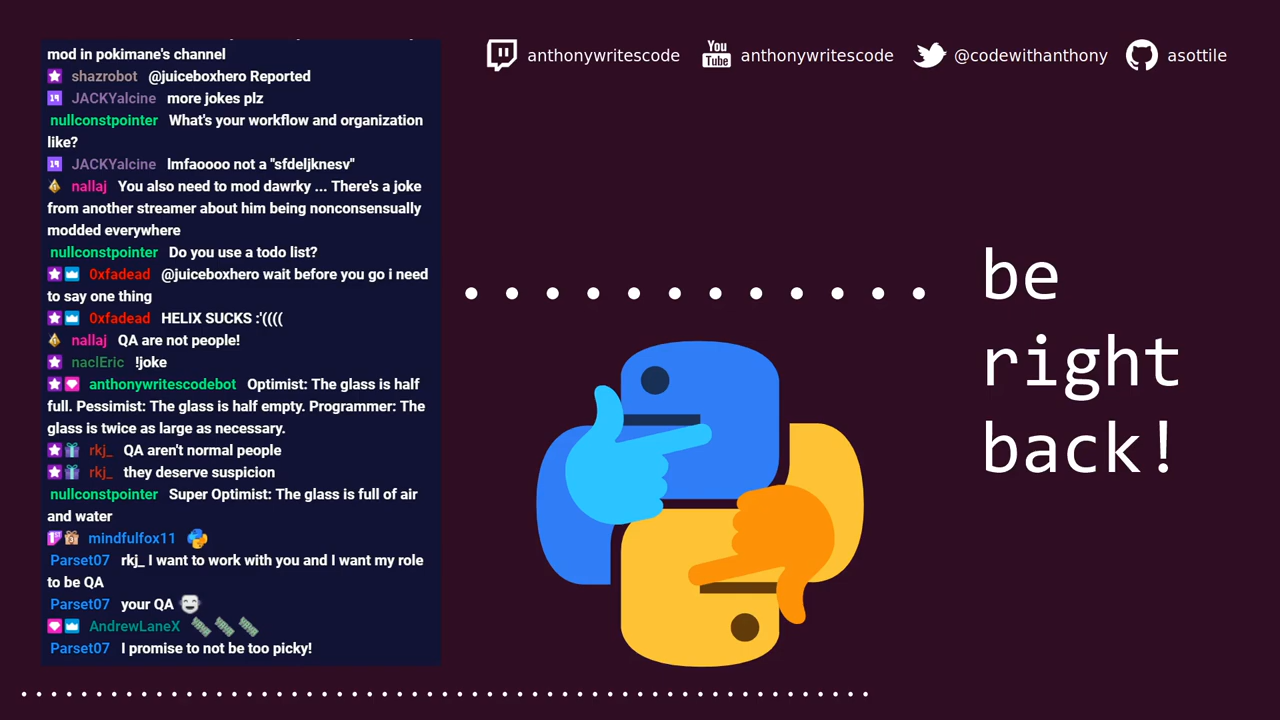 mod in pokimane's channel
shazrobot @juiceboxhero Reported
JACKYalcine more jokes plz
nullconstpointer What's your workflow and organization
like?
JACKYalcine lmfaoooo not a "sfdeljknesv"
nallaj You also need to mod dawrky ... There's a joke
from another streamer about him being nonconsensually
modded everywhere
nullconstpointer Do you use a todo list?
0xfadead @juiceboxhero wait before you go i need
to say one thing
0xfadead HELIX SUCKS :'((((
nallaj QA are not people!
naclEric !joke
anthonywritescodebot Optimist: The glass is half
full. Pessimist: The glass is half empty. Programmer: The
glass is twice as large as necessary.
rkj_ QA aren't normal people
rkj_ they deserve suspicion
nullconstpointer Super Optimist: The glass is full of air
and water
mindfulfox11
Parset07 rkj_ I want to work with you and I want my role
to be QA
Parset07 your QA
AndrewLaneX
Parset07 I promise to not be too picky!
anthonywritescode
You Tube anthonywritescode
@codewithanthony
asottile
be
right
back!